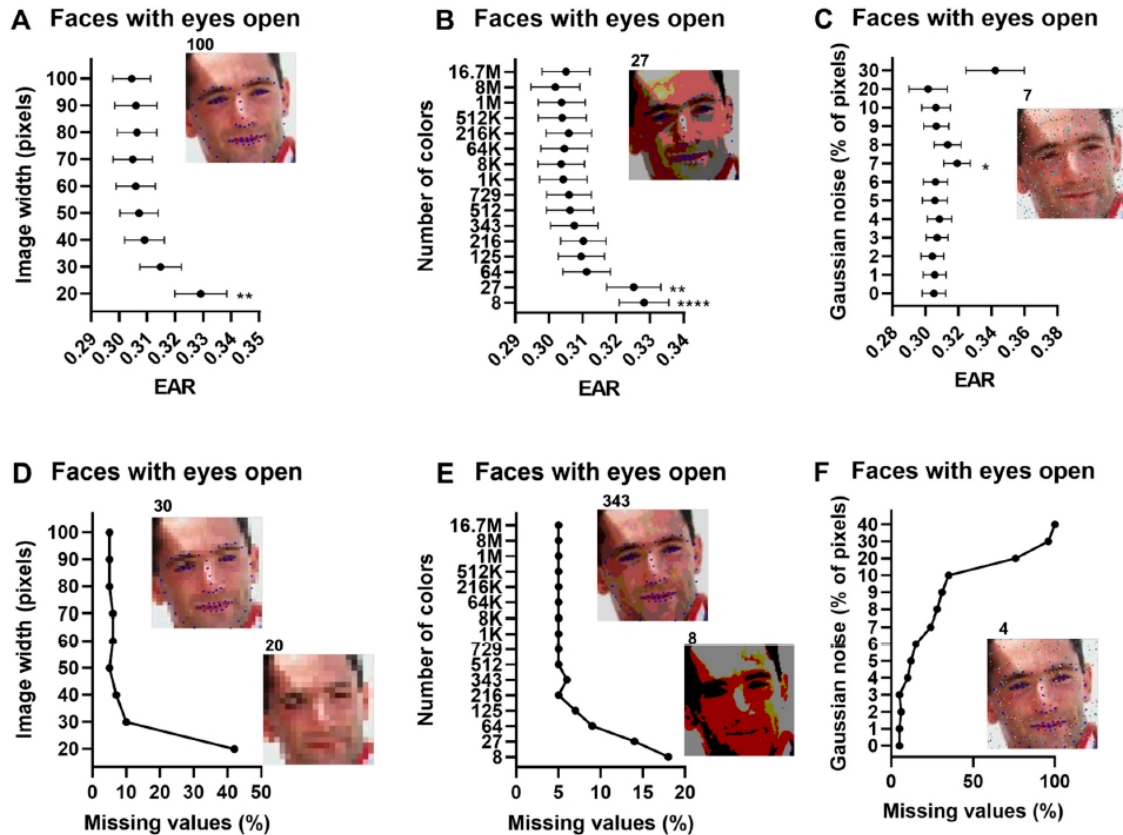 A Faces with eyes open
100
Image width (pixels)
100
90
80
70
60
50
40
30
20
**
0.29 0.30 0.31 0.32 0.33 0.34 0.35
EAR
B Faces with eyes open
27
Number of colors
16.7M
8M
1M
512K
216K
64K
8K
1K
729
512
343
216
125
64
27
8
**
****
0.29 0.30 0.31 0.32 0.33 0.34
EAR
C Faces with eyes open
7
Gaussian noise (% of pixels)
30
20
10
9
8
7
6
5
4
3
2
1
0
*
0.28 0.30 0.32 0.34 0.36 0.38
EAR
D Faces with eyes open
30
20
Image width (pixels)
100
90
80
70
60
50
40
30
20
0 10 20 30 40 50
Missing values (%)
E Faces with eyes open
343
8
Number of colors
16.7M
8M
1M
512K
216K
64K
8K
1K
729
512
343
216
125
64
27
8
0 5 10 15 20
Missing values (%)
F Faces with eyes open
4
Gaussian noise (% of pixels)
40
30
20
10
9
8
7
6
5
4
3
2
1
0
0 50 100
Missing values (%)